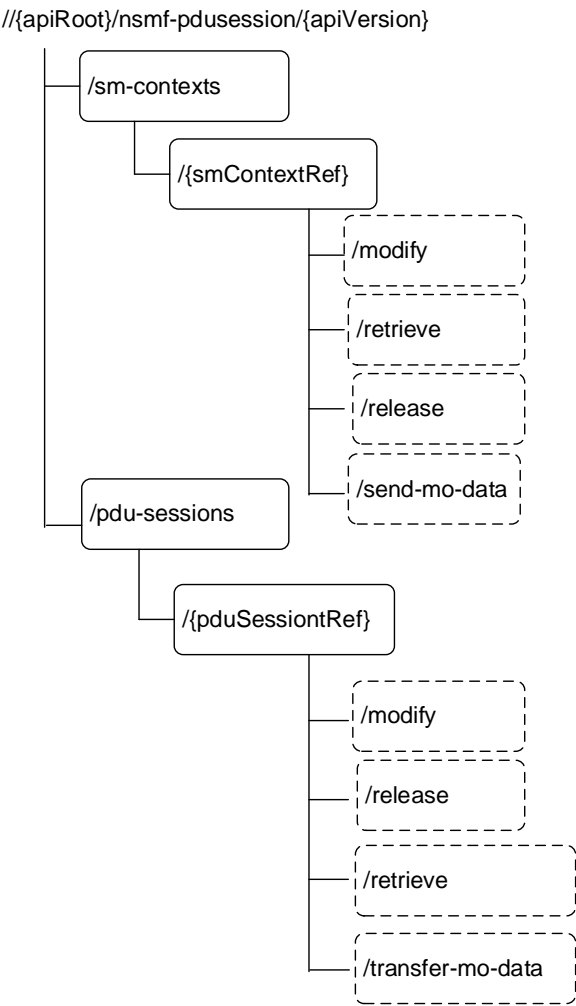 //{apiRoot}/nsmf-pdusession/{apiVersion}
/sm-contexts
/{smContextRef}
/modify
/retrieve
/release
/send-mo-data
/pdu-sessions
/{pduSessiontRef}
/modify
/release
/retrieve
/transfer-mo-data